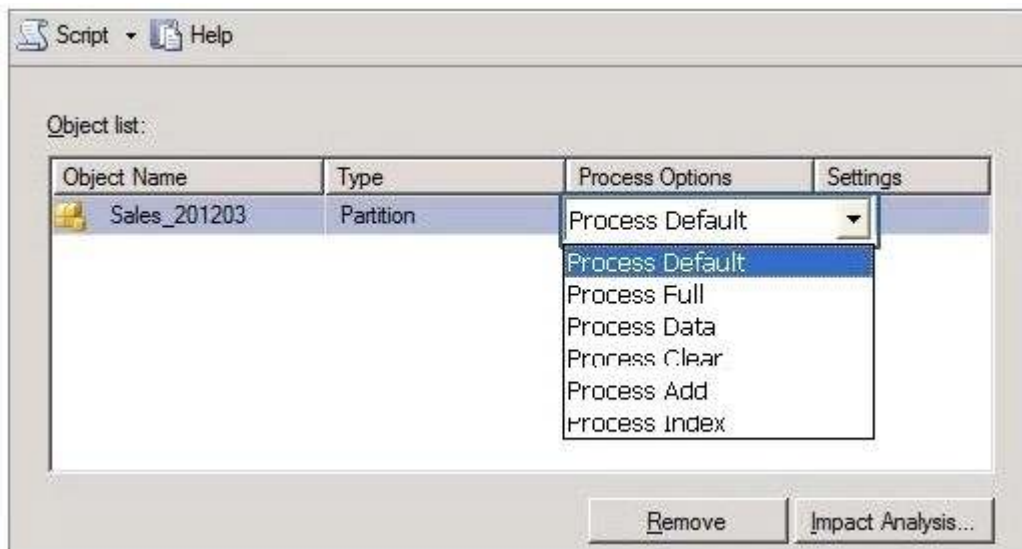 Script Help
Object list:
Object Name Type Process Options Settings
Sales_201203 Partition Process Default
Process Default
Process Full
Process Data
Process Clear
Process Add
Process Index
Remove Impact Analysis...